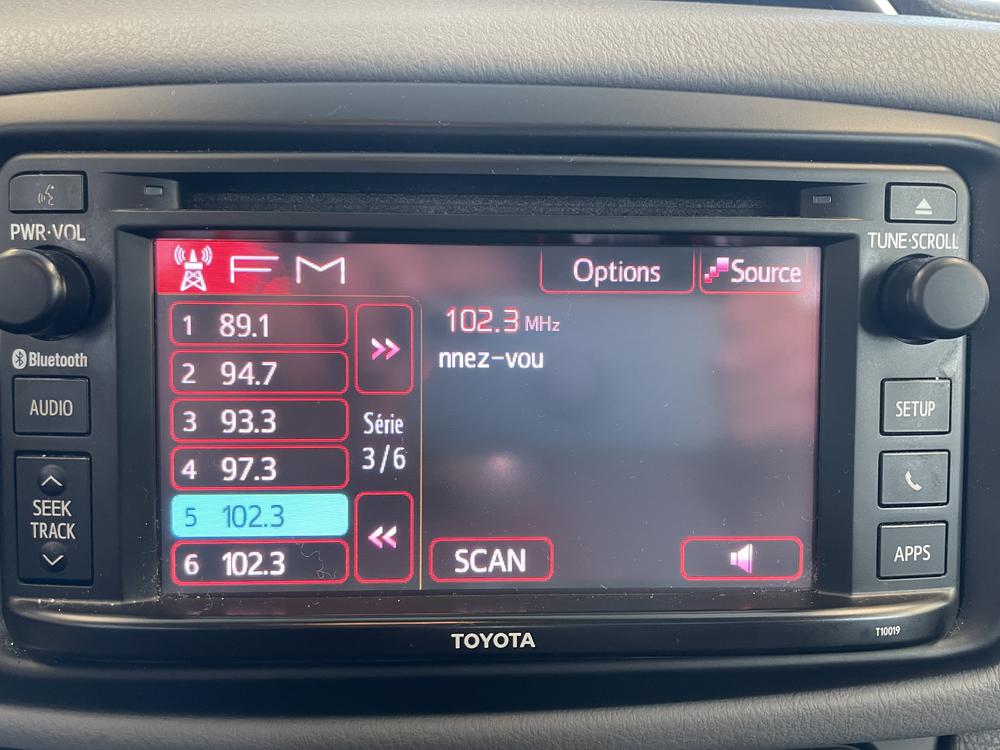 PWR·VOL
TUNE·SCROLL
Bluetooth
AUDIO
SEEK
TRACK
FM
Options
Source
1 89.1
2 94.7
3 93.3
4 97.3
5 102.3
6 102.3
>>
Série
3/6
<<
102.3 MHz
nnez-vou
SCAN
SETUP
APPS
TOYOTA
T10019